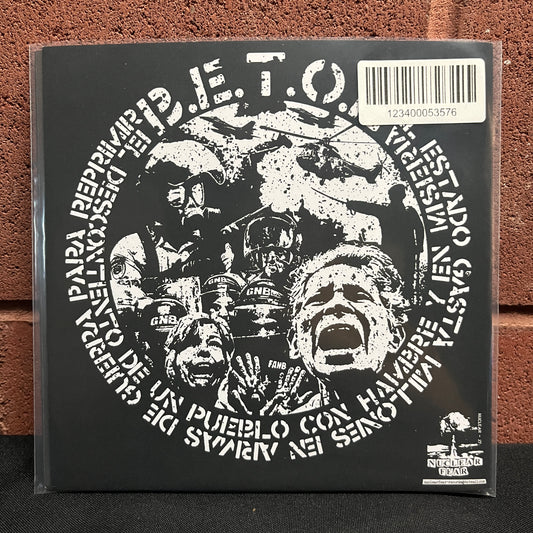 D.E.T.O.
ESTADO GASTA MILLONES EN ARMAS DE GUERRA PARA REPRIMIR
EL DESCONTENTO DE UN PUEBLO CON HAMBRE Y EN MISERIA
123400053576
GNB
GNB
FANB
NUCLEAR
FEAR